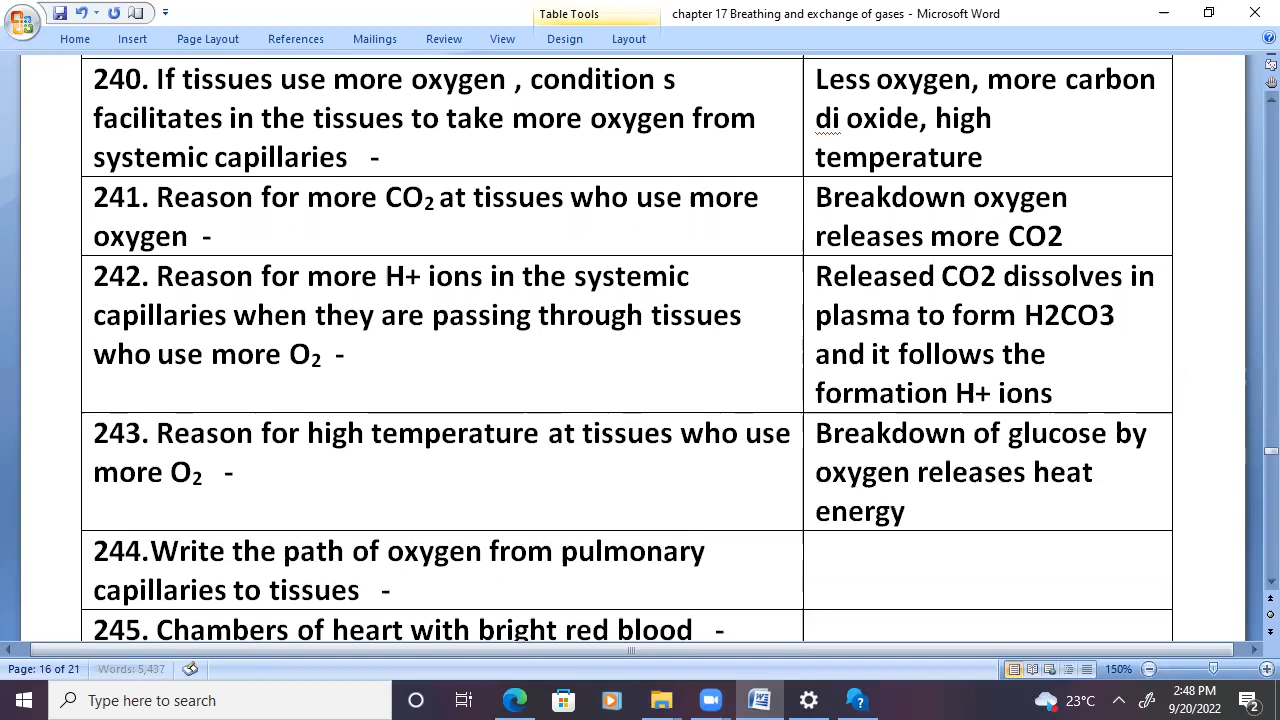 Table Tools
chapter 17 Breathing and exchange of gases - Microsoft Word
Home Insert Page Layout References Mailings Review View Design Layout
240. If tissues use more oxygen , condition s
facilitates in the tissues to take more oxygen from
systemic capillaries -
Less oxygen, more carbon
di oxide, high
temperature
241. Reason for more CO₂ at tissues who use more
oxygen -
Breakdown oxygen
releases more CO2
242. Reason for more H+ ions in the systemic
capillaries when they are passing through tissues
who use more O₂ -
Released CO2 dissolves in
plasma to form H2CO3
and it follows the
formation H+ ions
243. Reason for high temperature at tissues who use
more O₂ -
Breakdown of glucose by
oxygen releases heat
energy
244.Write the path of oxygen from pulmonary
capillaries to tissues -
245. Chambers of heart with bright red blood -
Page: 16 of 21 Words: 5,437 150%
Type here to search
23°C
2:48 PM
9/20/2022
2